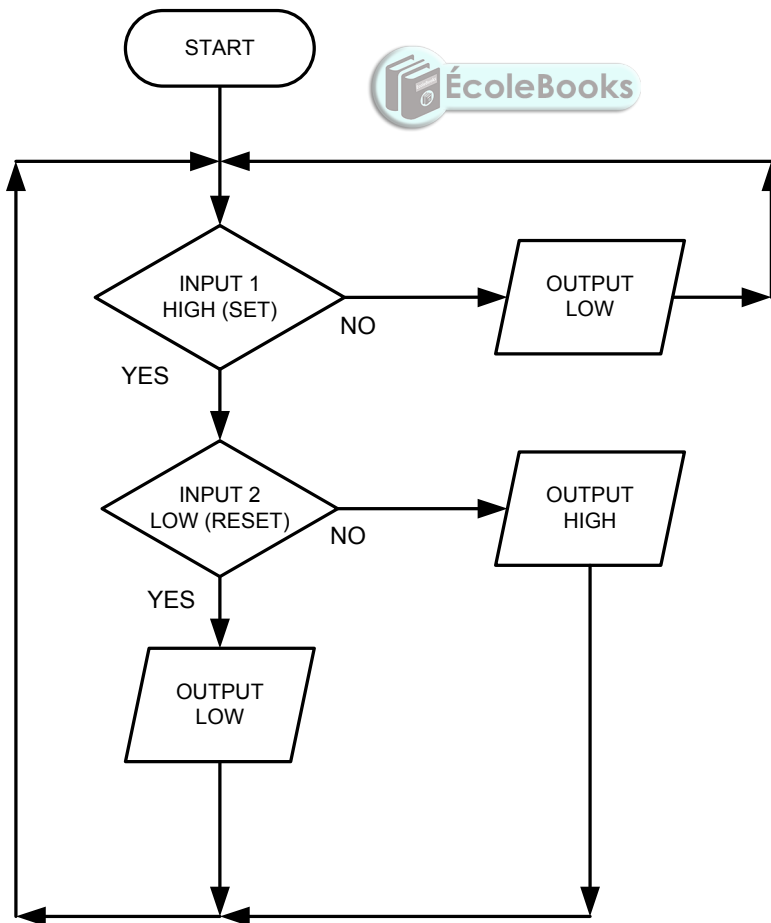 START
ÉcoleBooks
INPUT 1
HIGH (SET)
NO
OUTPUT
LOW
YES
INPUT 2
LOW (RESET)
NO
OUTPUT
HIGH
YES
OUTPUT
LOW